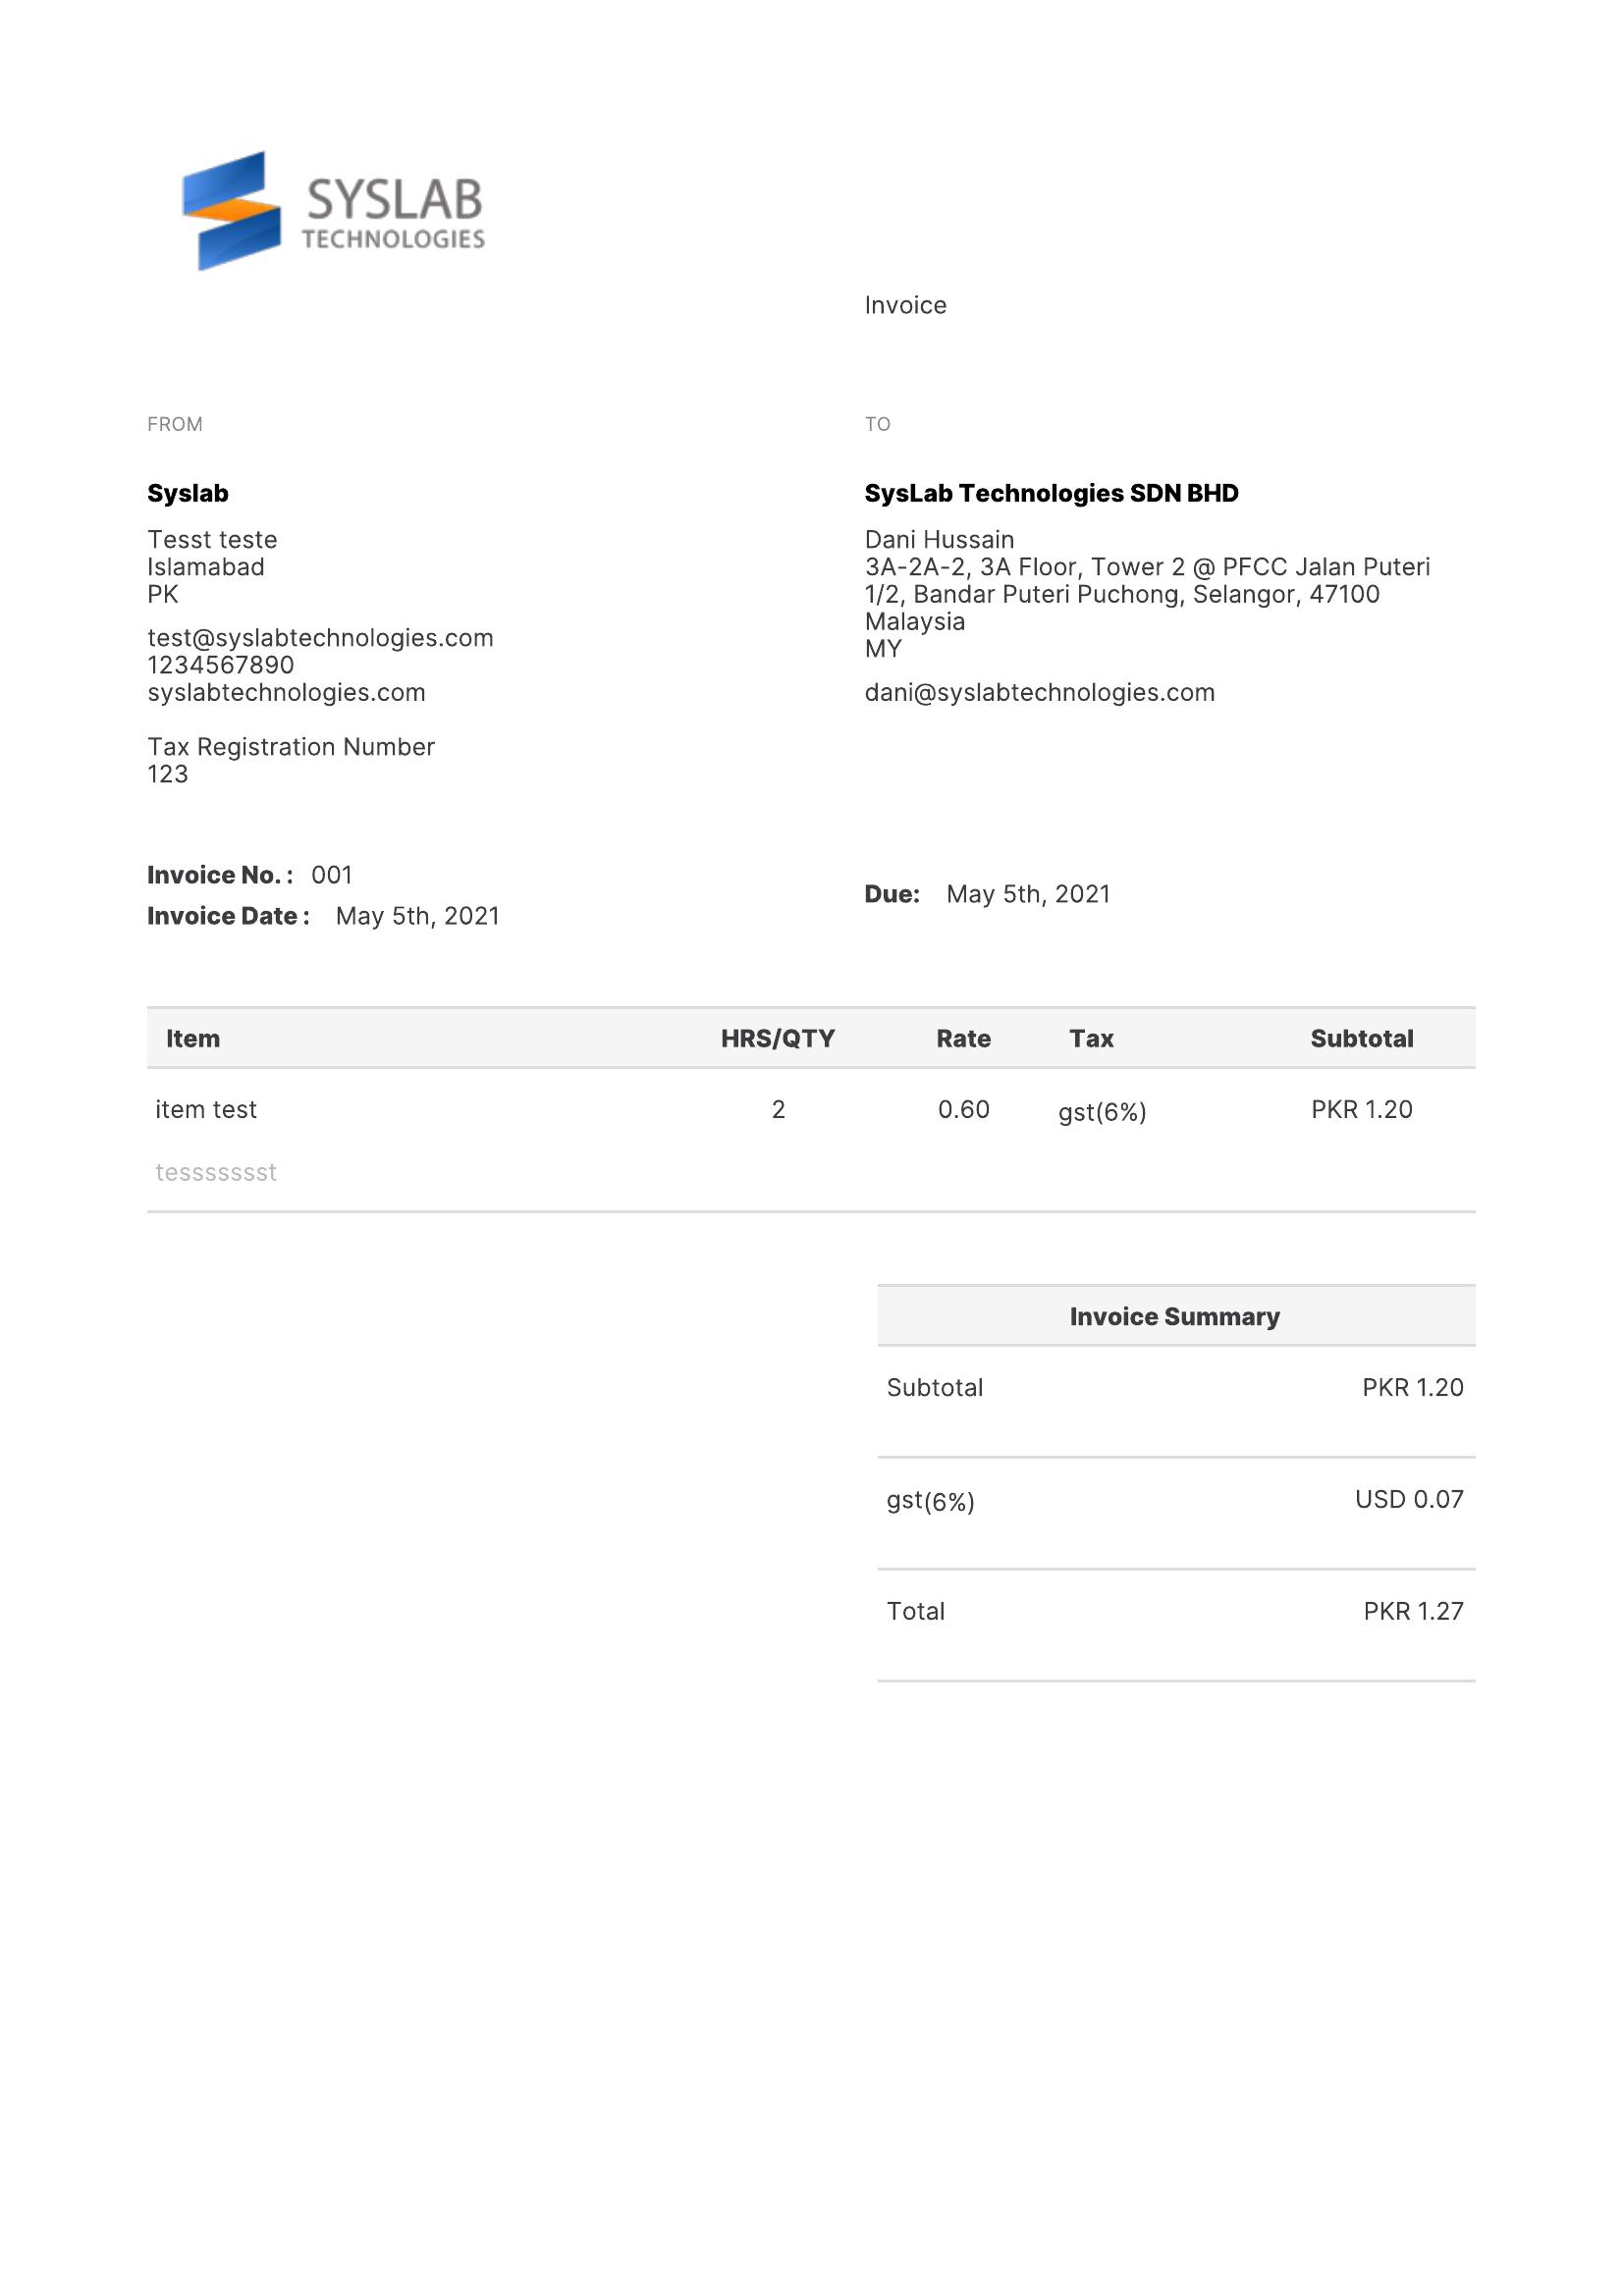 SYSLAB
TECHNOLOGIES
Invoice
FROM
Syslab
Tesst teste
Islamabad
PK
test@syslabtechnologies.com
1234567890
syslabtechnologies.com
Tax Registration Number
123
TO
SysLab Technologies SDN BHD
Dani Hussain
3A-2A-2, 3A Floor, Tower 2 @ PFCC Jalan Puteri
1/2, Bandar Puteri Puchong, Selangor, 47100
Malaysia
MY
dani@syslabtechnologies.com
Invoice No. : 001
Invoice Date : May 5th, 2021
Due: May 5th, 2021
Item HRS/QTY Rate Tax Subtotal
item test 2 0.60 gst(6%) PKR 1.20
tessssssst
Invoice Summary
Subtotal PKR 1.20
gst(6%) USD 0.07
Total PKR 1.27